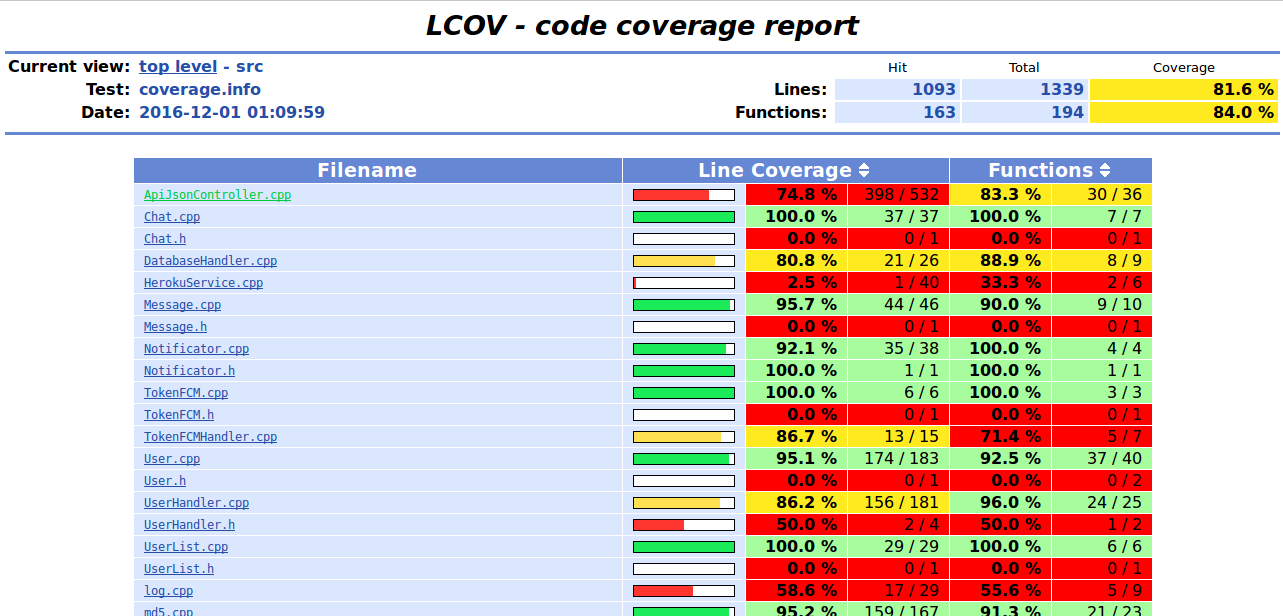 LCOV - code coverage report
Current view: top level - src
Hit Total Coverage
Test: coverage.info
Lines: 1093 1339 81.6 %
Date: 2016-12-01 01:09:59
Functions: 163 194 84.0 %
Filename Line Coverage Functions
ApiJsonController.cpp 74.8 % 398 / 532 83.3 % 30 / 36
Chat.cpp 100.0 % 37 / 37 100.0 % 7 / 7
Chat.h 0.0 % 0 / 1 0.0 % 0 / 1
DatabaseHandler.cpp 80.8 % 21 / 26 88.9 % 8 / 9
HerokuService.cpp 2.5 % 1 / 40 33.3 % 2 / 6
Message.cpp 95.7 % 44 / 46 90.0 % 9 / 10
Message.h 0.0 % 0 / 1 0.0 % 0 / 1
Notificator.cpp 92.1 % 35 / 38 100.0 % 4 / 4
Notificator.h 100.0 % 1 / 1 100.0 % 1 / 1
TokenFCM.cpp 100.0 % 6 / 6 100.0 % 3 / 3
TokenFCM.h 0.0 % 0 / 1 0.0 % 0 / 1
TokenFCMHandler.cpp 86.7 % 13 / 15 71.4 % 5 / 7
User.cpp 95.1 % 174 / 183 92.5 % 37 / 40
User.h 0.0 % 0 / 1 0.0 % 0 / 2
UserHandler.cpp 86.2 % 156 / 181 96.0 % 24 / 25
UserHandler.h 50.0 % 2 / 4 50.0 % 1 / 2
UserList.cpp 100.0 % 29 / 29 100.0 % 6 / 6
UserList.h 0.0 % 0 / 1 0.0 % 0 / 1
log.cpp 58.6 % 17 / 29 55.6 % 5 / 9
md5.cpp 95.2 % 159 / 167 91.3 % 21 / 23